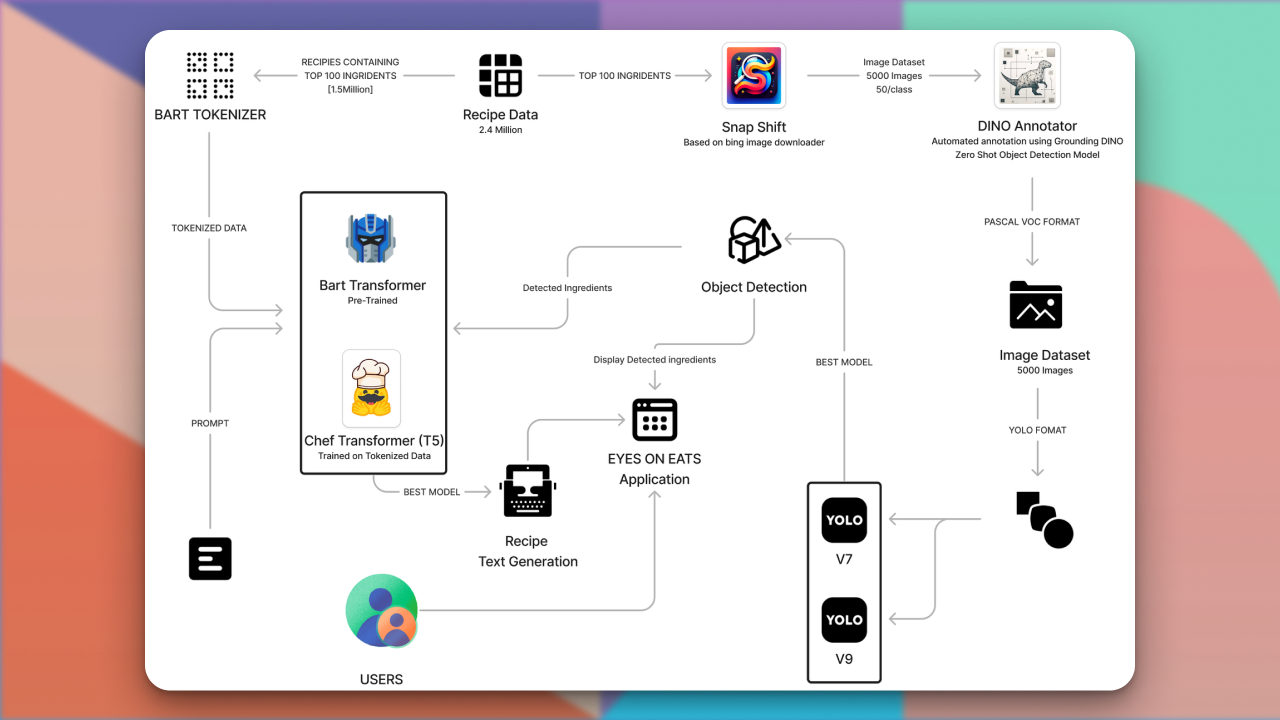 RECIPIES CONTAINING
TOP 100 INGRIDENTS
[1.5Million]
BART TOKENIZER
Recipe Data
2.4 Million
TOP 100 INGRIDENTS
Snap Shift
Based on bing image downloader
Image Dataset
5000 Images
50/class
DINO Annotator
Automated annotation using Grounding DINO
Zero Shot Object Detection Model
TOKENIZED DATA
PASCAL VOC FORMAT
Bart Transformer
Pre-Trained
Detected Ingredients
Object Detection
Image Dataset
5000 Images
Display Detected ingredients
BEST MODEL
PROMPT
Chef Transformer (T5)
Trained on Tokenized Data
YOLO FOMAT
EYES ON EATS
Application
BEST MODEL
Recipe
Text Generation
YOLO
V7
YOLO
V9
USERS